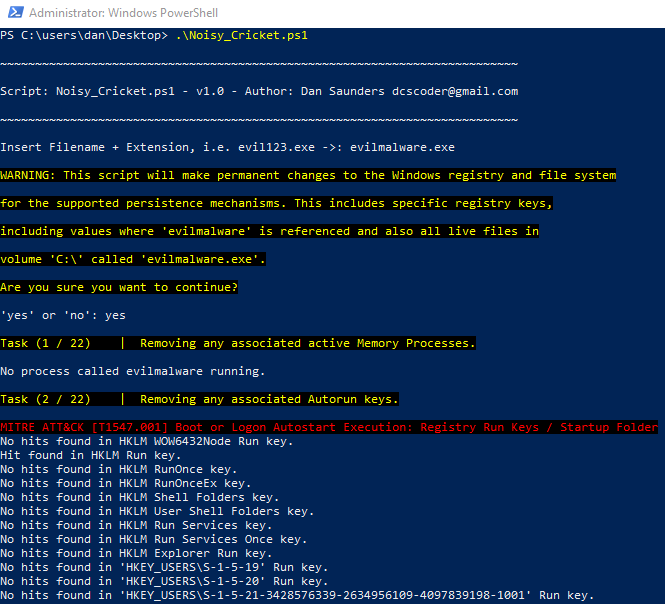 Administrator: Windows PowerShell
PS C:\users\dan\Desktop> .\Noisy_Cricket.ps1
~~~~~~~~~~~~~~~~~~~~~~~~~~~~~~~~~~~~~~~~~~~~~~~~~~~~~~~~~~~~~~~~~~~~~~~~~~
Script: Noisy_Cricket.ps1 - v1.0 - Author: Dan Saunders dcscoder@gmail.com
~~~~~~~~~~~~~~~~~~~~~~~~~~~~~~~~~~~~~~~~~~~~~~~~~~~~~~~~~~~~~~~~~~~~~~~~~~
Insert Filename + Extension, i.e. evil123.exe ->: evilmalware.exe
WARNING: This script will make permanent changes to the Windows registry and file system
for the supported persistence mechanisms. This includes specific registry keys,
including values where 'evilmalware' is referenced and also all live files in
volume 'C:\' called 'evilmalware.exe'.
Are you sure you want to continue?
'yes' or 'no': yes
Task (1 / 22)    |  Removing any associated active Memory Processes.
No process called evilmalware running.
Task (2 / 22)    |  Removing any associated Autorun keys.
MITRE ATT&CK [T1547.001] Boot or Logon Autostart Execution: Registry Run Keys / Startup Folder
No hits found in HKLM WOW6432Node Run key.
Hit found in HKLM Run key.
No hits found in HKLM RunOnce key.
No hits found in HKLM RunOnceEx key.
No hits found in HKLM Shell Folders key.
No hits found in HKLM User Shell Folders key.
No hits found in HKLM Run Services key.
No hits found in HKLM Run Services Once key.
No hits found in HKLM Explorer Run key.
No hits found in 'HKEY_USERS\S-1-5-19' Run key.
No hits found in 'HKEY_USERS\S-1-5-20' Run key.
No hits found in 'HKEY_USERS\S-1-5-21-3428576339-2634956109-4097839198-1001' Run key.